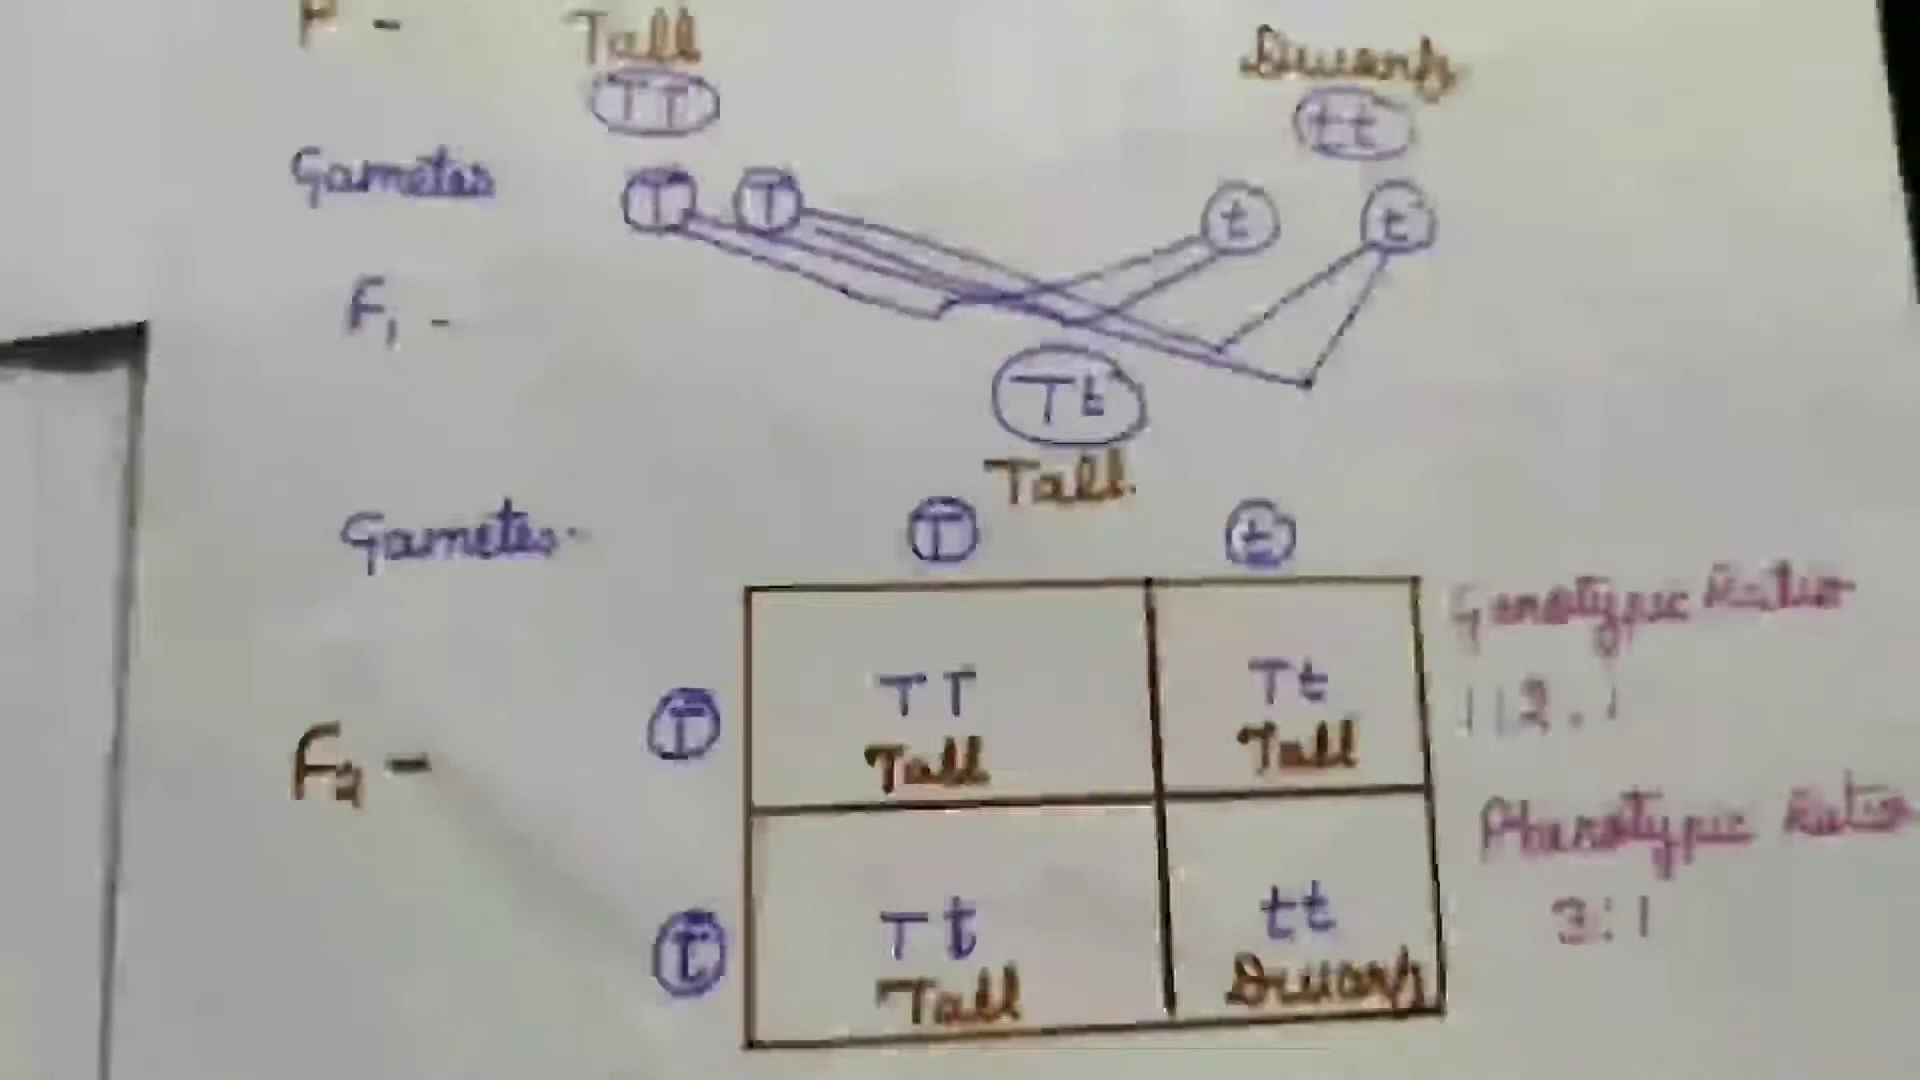 P - Tall Dwarf
TT tt
Gametes T T t t
F1 -
Tt
Tall.
Gametes- T t
Genotypic Ratio
T TT Tt
1:2:1
Tall Tall
F2 -
Phenotypic Ratio
t Tt tt
3:1
Tall Dwarf